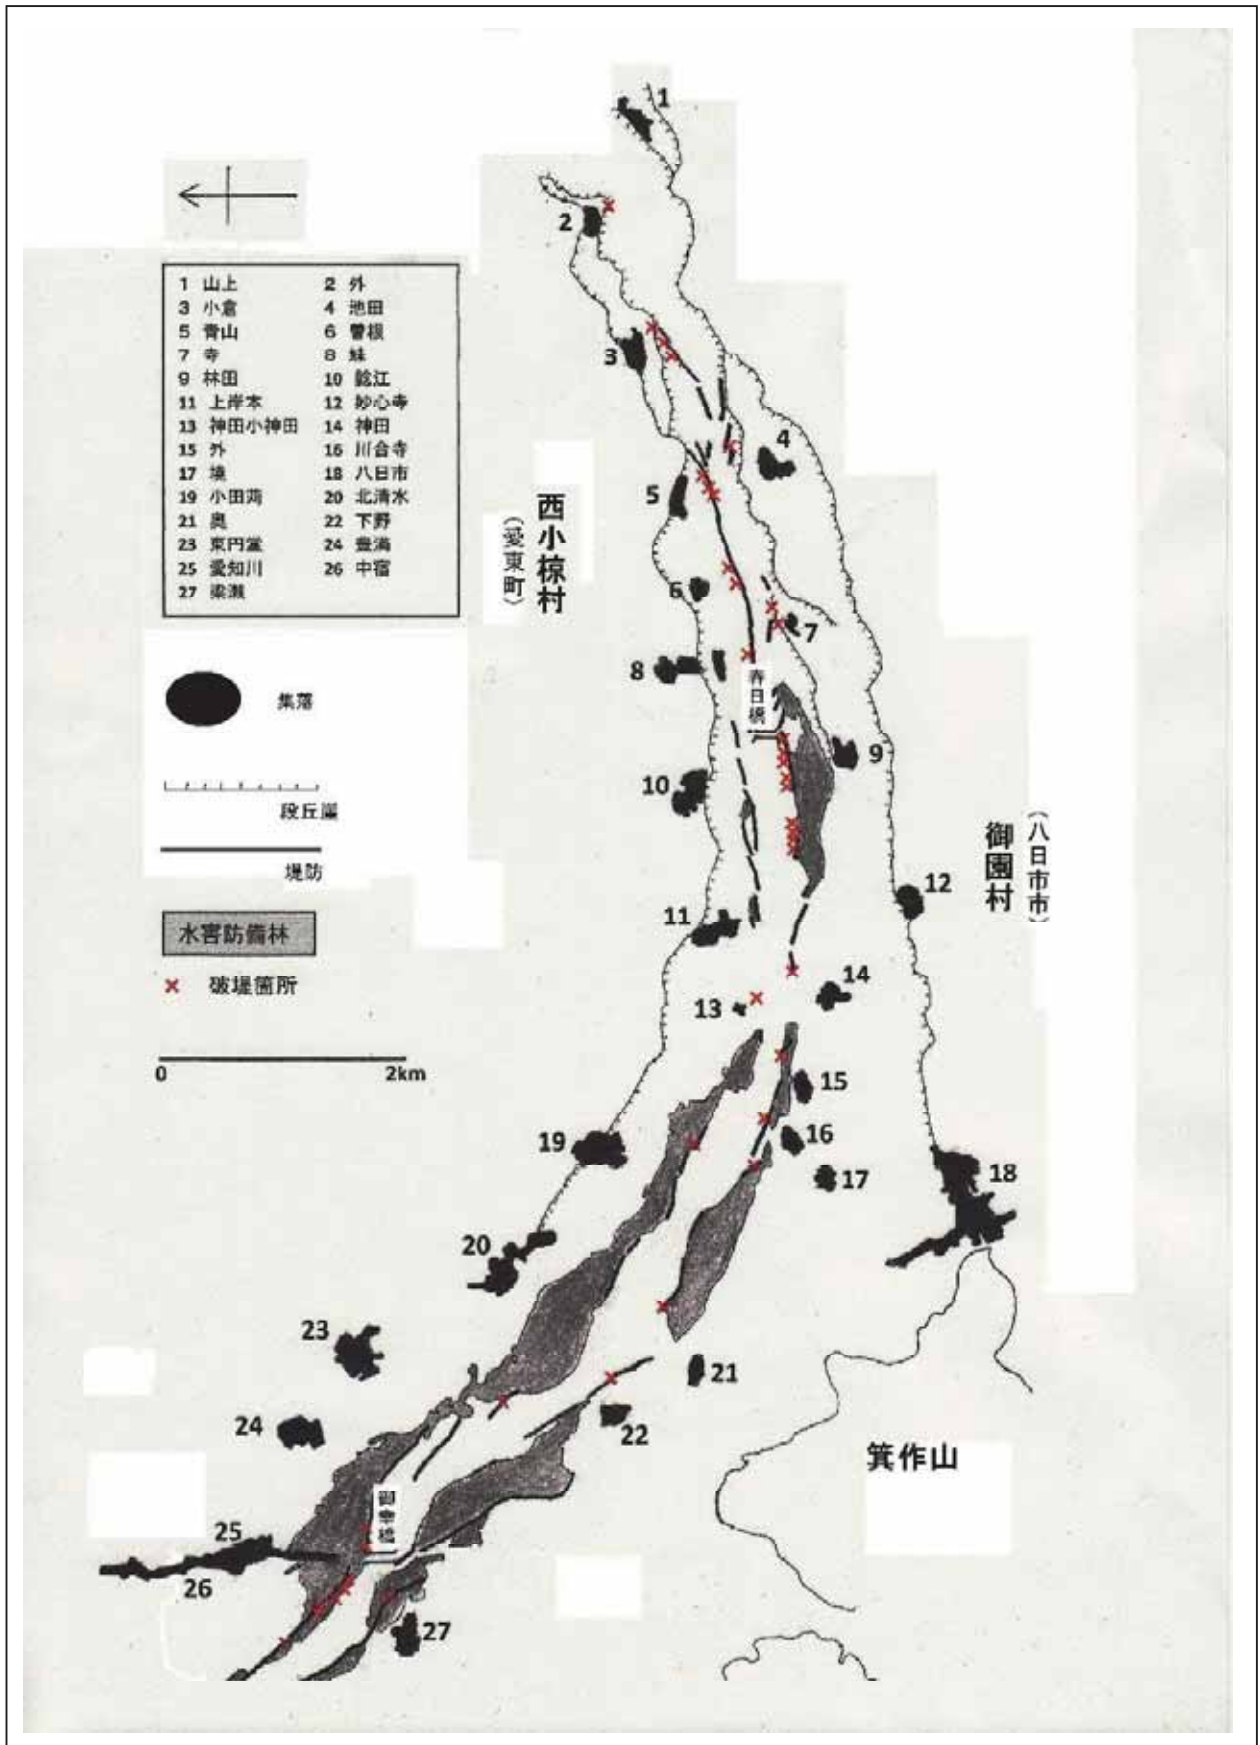 1 山上 2 外
3 小倉 4 池田
5 青山 6 曽根
7 寺 8 妹
9 林田 10 鯰江
11 上岸本 12 妙心寺
13 神田小神田 14 神田
15 外 16 川合寺
17 境 18 八日市
19 小田苅 20 北清水
21 奥 22 下野
23 東円堂 24 豊満
25 愛知川 26 中宿
27 梁瀬
集落
段丘崖
堤防
水害防備林
× 破堤箇所
0 2km
西小椋村
(愛東町)
御園村
(八日市市)
春日橋
御幸橋
箕作山
1
2
3
4
5
6
7
8
9
10
11
12
13
14
15
16
17
18
19
20
21
22
23
24
25
26
27